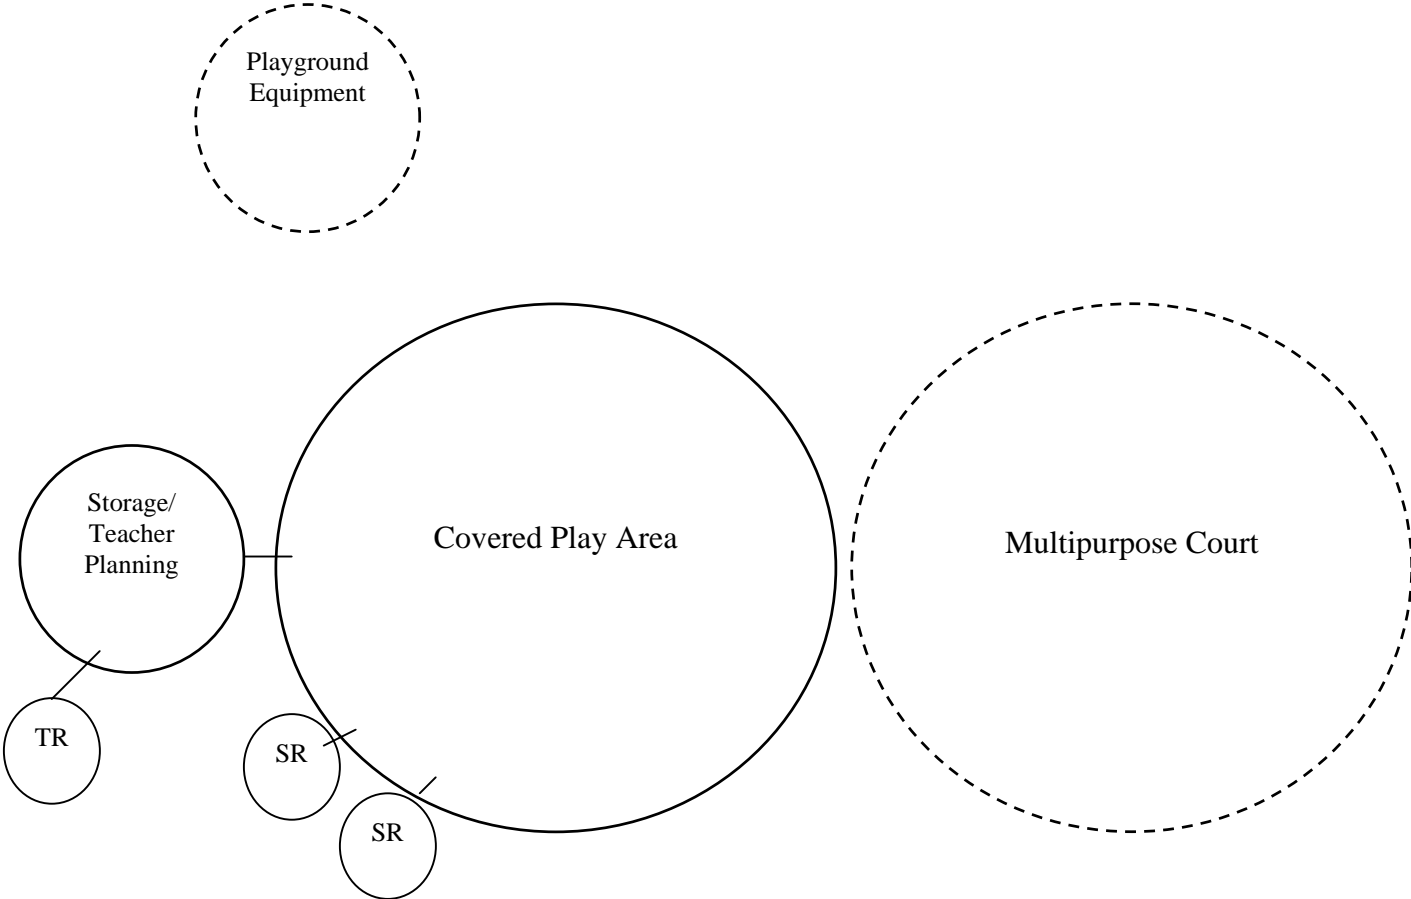 Playground
Equipment
Storage/
Teacher
Planning
Covered Play Area
Multipurpose Court
TR
SR
SR